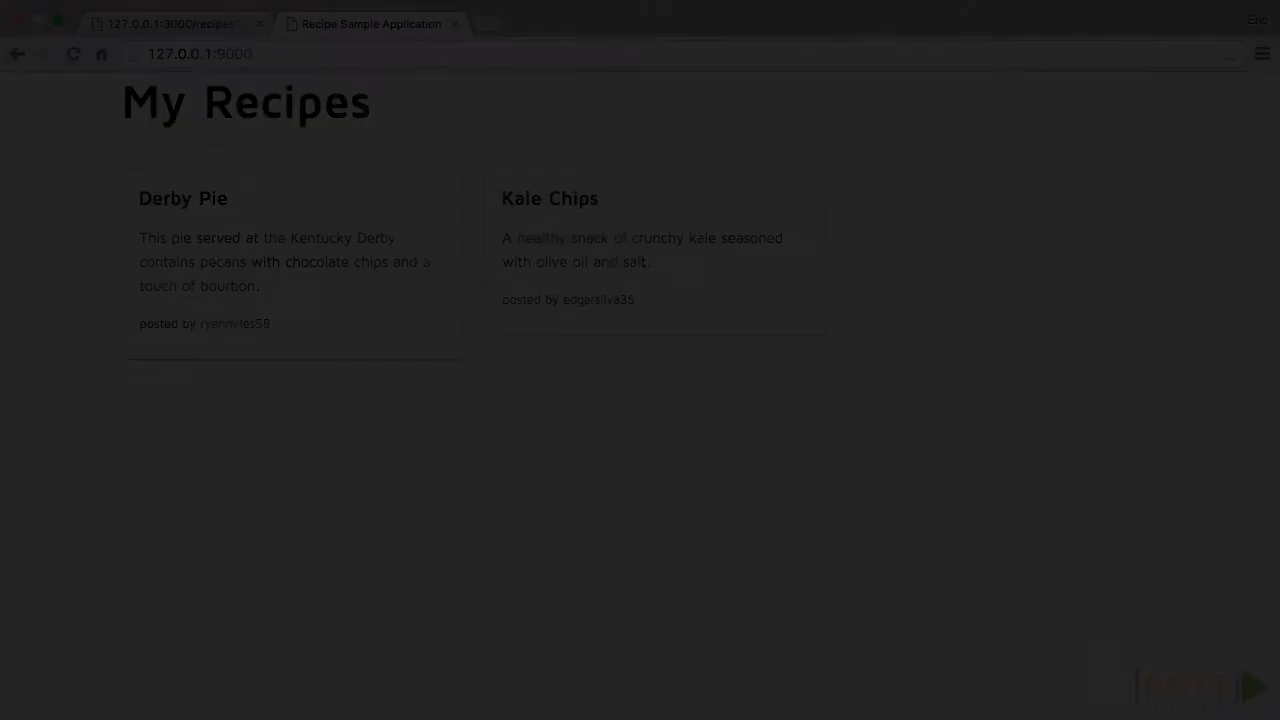 127.0.0.1:3000/recipes
Recipe Sample Application
Eric
127.0.0.1:9000
My Recipes
Derby Pie
This pie served at the Kentucky Derby
contains pecans with chocolate chips and a
touch of bourbon.
posted by ryanmiles58
Kale Chips
A healthy snack of crunchy kale seasoned
with olive oil and salt.
posted by edgarsilva35